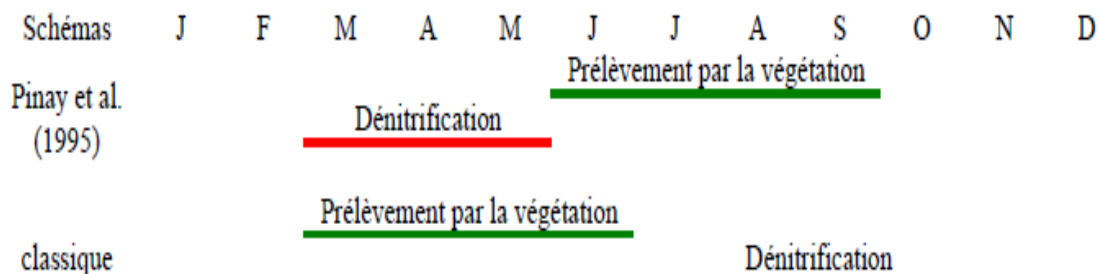 Schémas J F M A M J J A S O N D
Prélèvement par la végétation
Pinay et al.
(1995)
Dénitrification
Prélèvement par la végétation
classique
Dénitrification